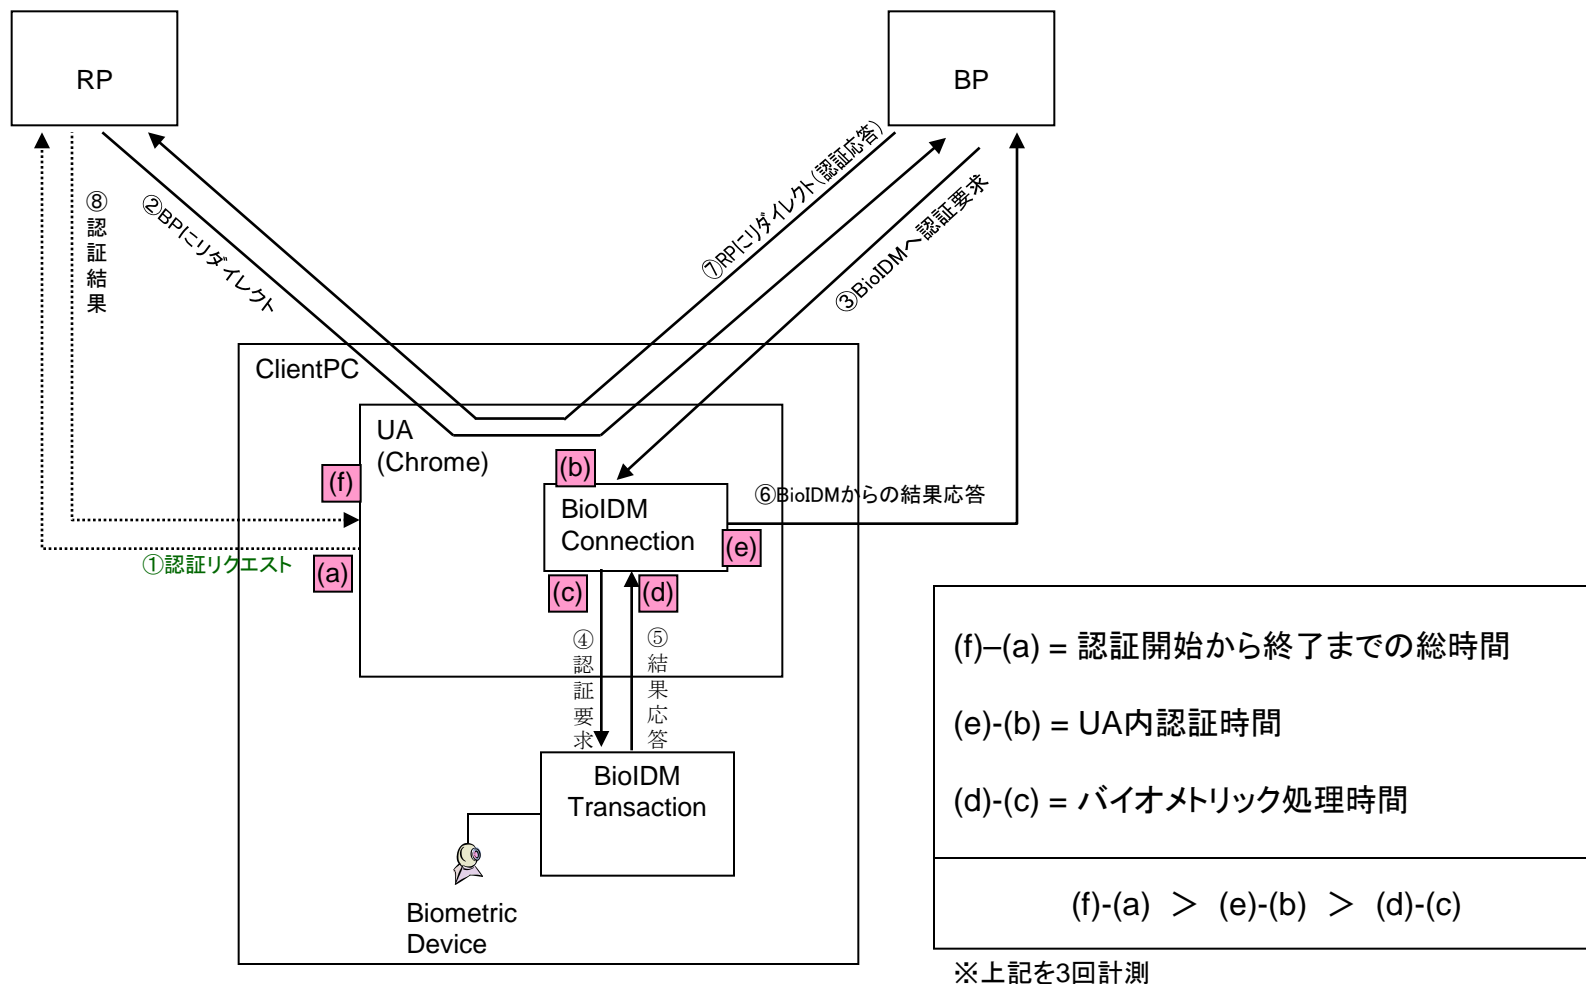 RP
BP
⑧認証結果
②BPにリダイレクト
⑦RPにリダイレクト(認証応答)
③BioIDMへ認証要求
ClientPC
UA
(Chrome)
(f)
(b)
⑥BioIDMからの結果応答
BioIDM
Connection
(e)
①認証リクエスト
(a)
(c)
(d)
④認証要求
⑤結果応答
BioIDM
Transaction
Biometric
Device
(f)–(a) = 認証開始から終了までの総時間
(e)-(b) = UA内認証時間
(d)-(c) = バイオメトリック処理時間
(f)-(a) ＞ (e)-(b) ＞ (d)-(c)
※上記を3回計測